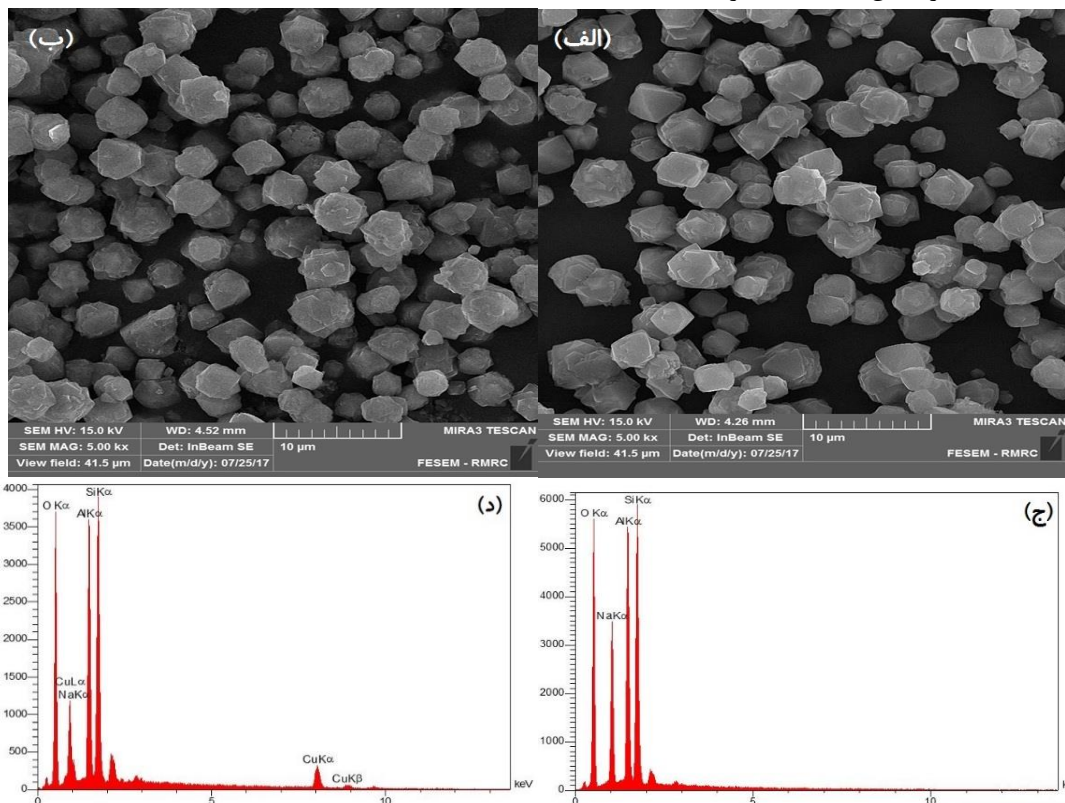 (ب)
SEM HV: 15.0 kV WD: 4.52 mm MIRA3 TESCAN
SEM MAG: 5.00 kx Det: InBeam SE 10 µm
View field: 41.5 µm Date(m/d/y): 07/25/17 FESEM - RMRC
(الف)
SEM HV: 15.0 kV WD: 4.26 mm MIRA3 TESCAN
SEM MAG: 5.00 kx Det: InBeam SE 10 µm
View field: 41.5 µm Date(m/d/y): 07/25/17 FESEM - RMRC
(د)
4000
3500
3000
2500
2000
1500
1000
500
0
O Kα
AlKα
SiKα
CuLα
NaKα
CuKα
CuKβ
0 5 10 keV
(ج)
6000
5000
4000
3000
2000
1000
0
O Kα
NaKα
AlKα
SiKα
0 5 10